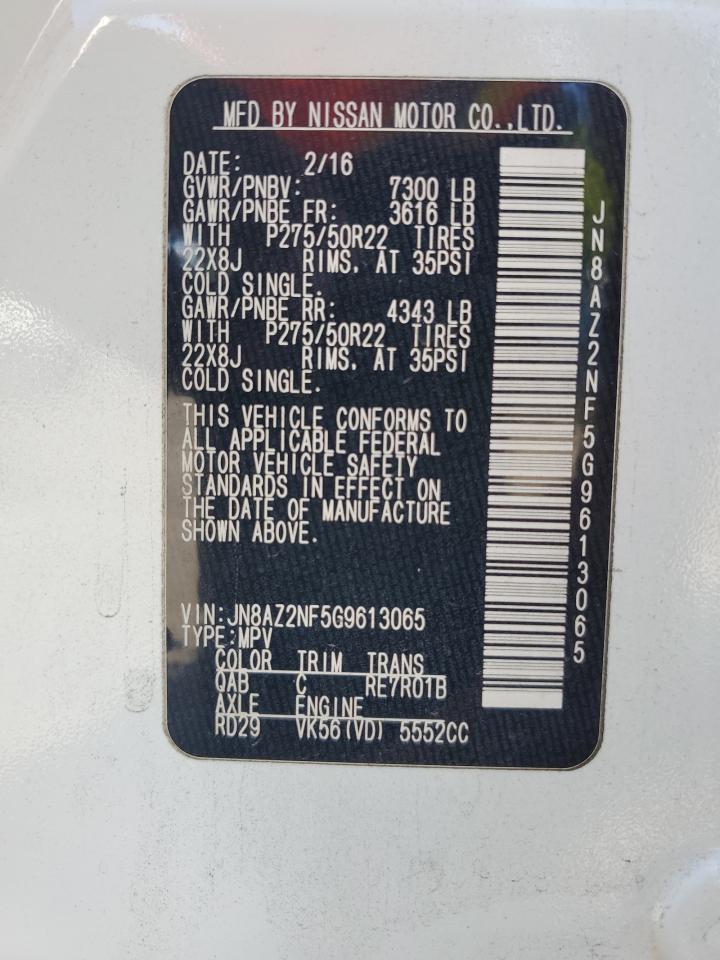 MFD BY NISSAN MOTOR CO.,LTD.
DATE: 2/16
GVWR/PNBV: 7300 LB
GAWR/PNBE FR: 3616 LB
WITH P275/50R22 TIRES
22X8J RIMS, AT 35PSI
COLD SINGLE.
GAWR/PNBE RR: 4343 LB
WITH P275/50R22 TIRES
22X8J RIMS, AT 35PSI
COLD SINGLE.
THIS VEHICLE CONFORMS TO
ALL APPLICABLE FEDERAL
MOTOR VEHICLE SAFETY
STANDARDS IN EFFECT ON
THE DATE OF MANUFACTURE
SHOWN ABOVE.
VIN:JN8AZ2NF5G9613065
TYPE:MPV
COLOR TRIM TRANS
QAB C RE7R01B
AXLE ENGINE
RD29 VK56(VD) 5552CC
JN8AZ2NF5G9613065